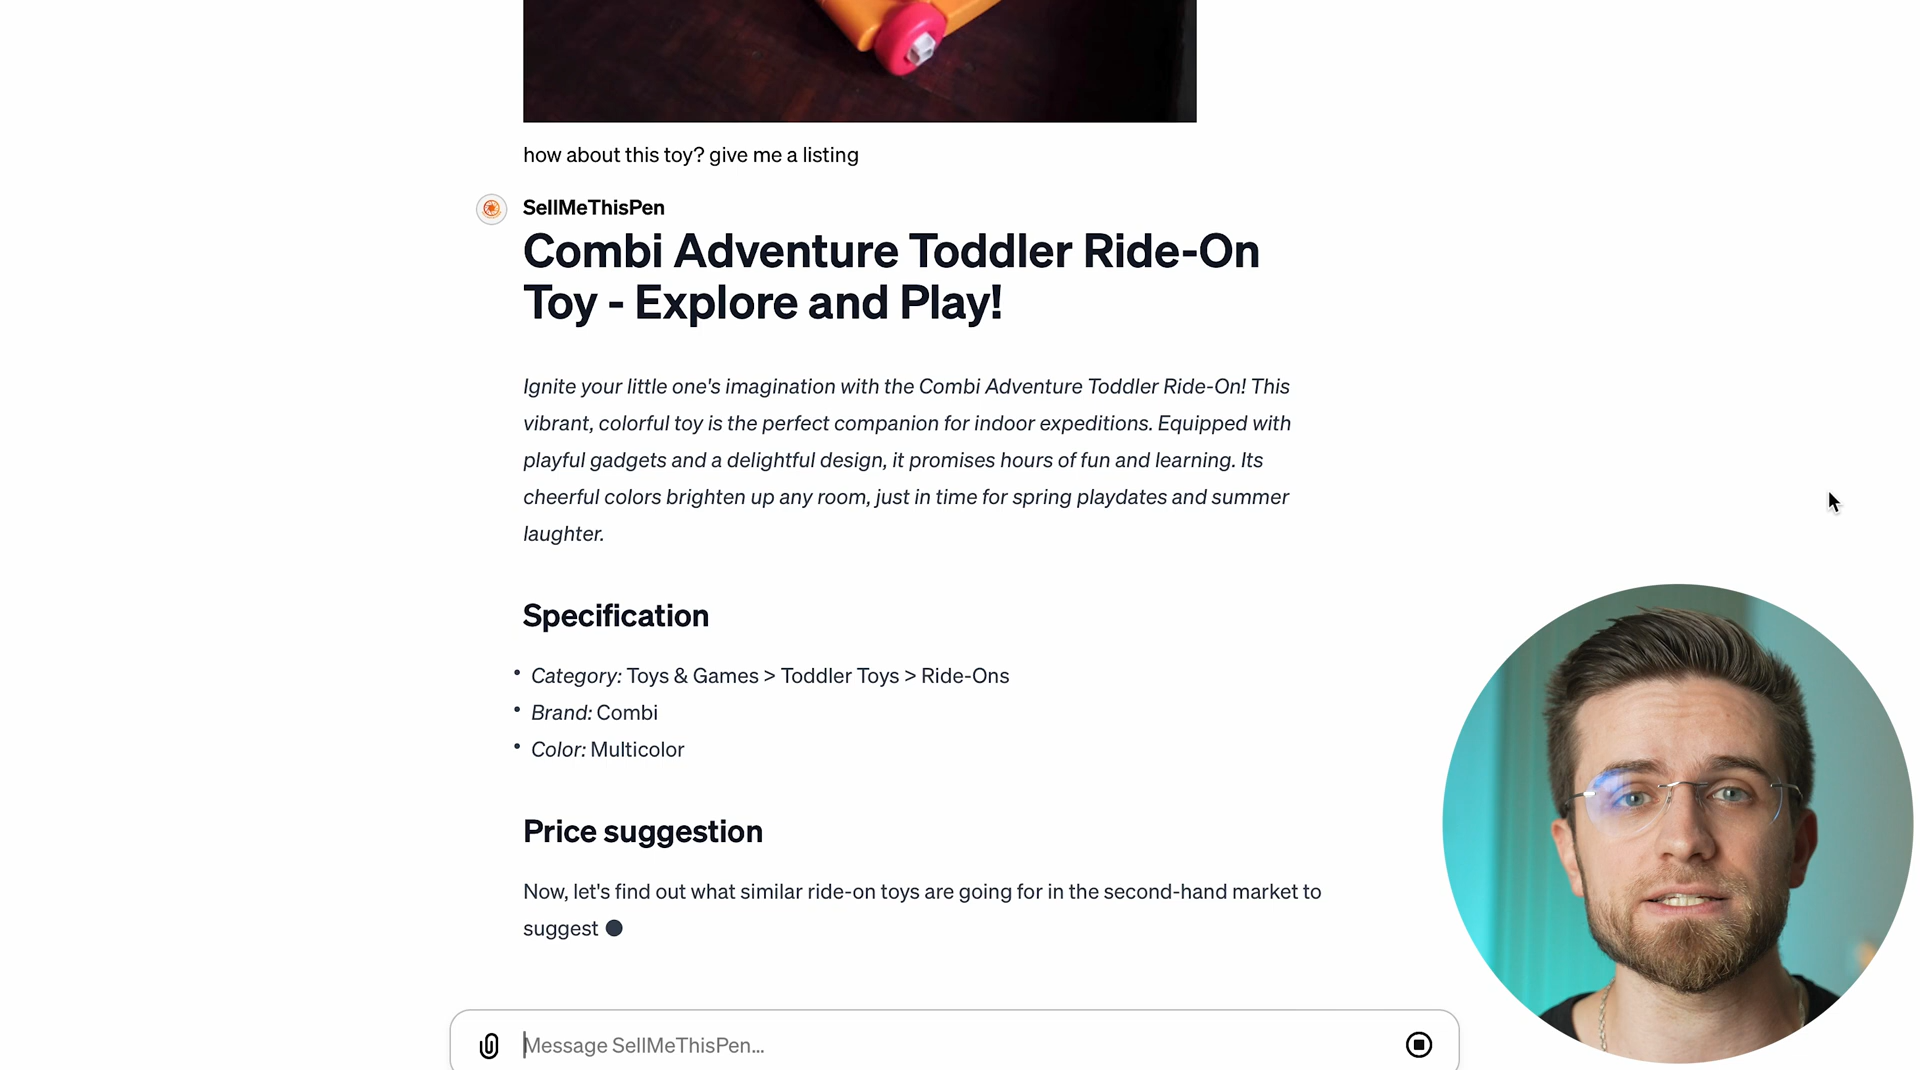 how about this toy? give me a listing
SellMeThisPen
Combi Adventure Toddler Ride-On
Toy - Explore and Play!
Ignite your little one's imagination with the Combi Adventure Toddler Ride-On! This
vibrant, colorful toy is the perfect companion for indoor expeditions. Equipped with
playful gadgets and a delightful design, it promises hours of fun and learning. Its
cheerful colors brighten up any room, just in time for spring playdates and summer
laughter.
Specification
• Category: Toys & Games > Toddler Toys > Ride-Ons
• Brand: Combi
• Color: Multicolor
Price suggestion
Now, let's find out what similar ride-on toys are going for in the second-hand market to
suggest
Message SellMeThisPen...